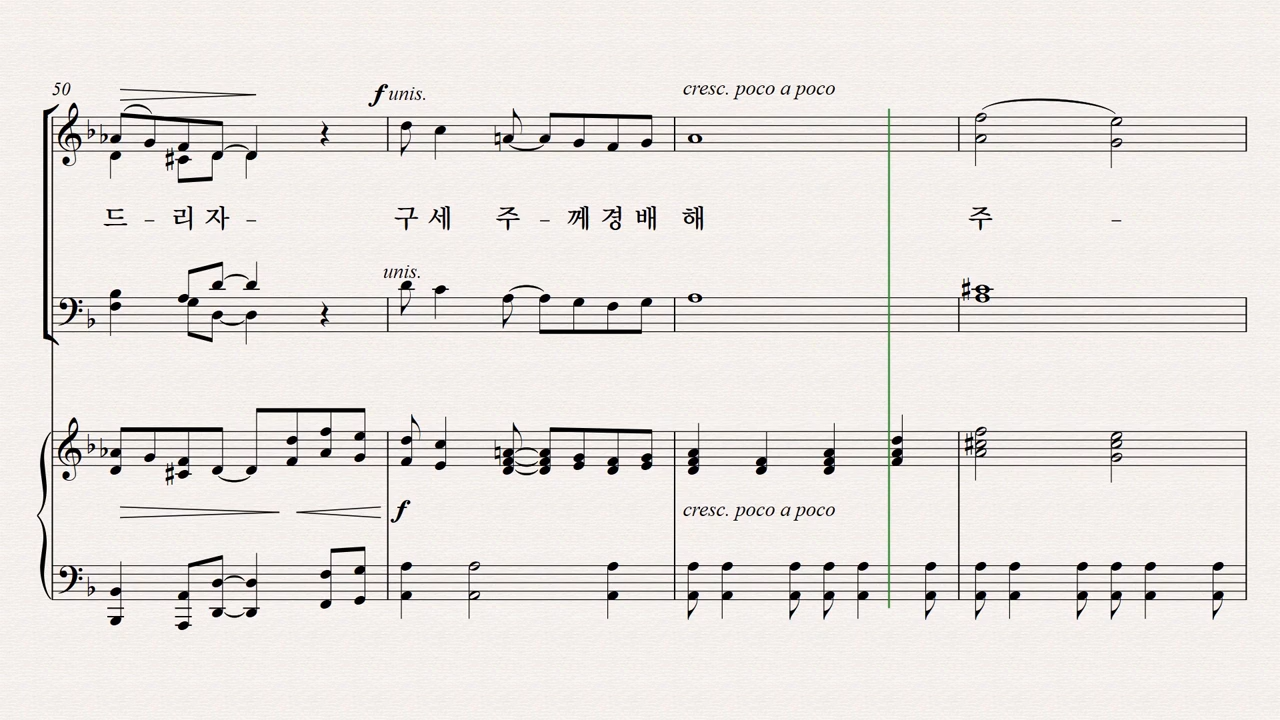 50
f unis.
cresc. poco a poco
드 - 리 자 - 구 세 주 - 께 경 배 해 주 -
unis.
f
cresc. poco a poco